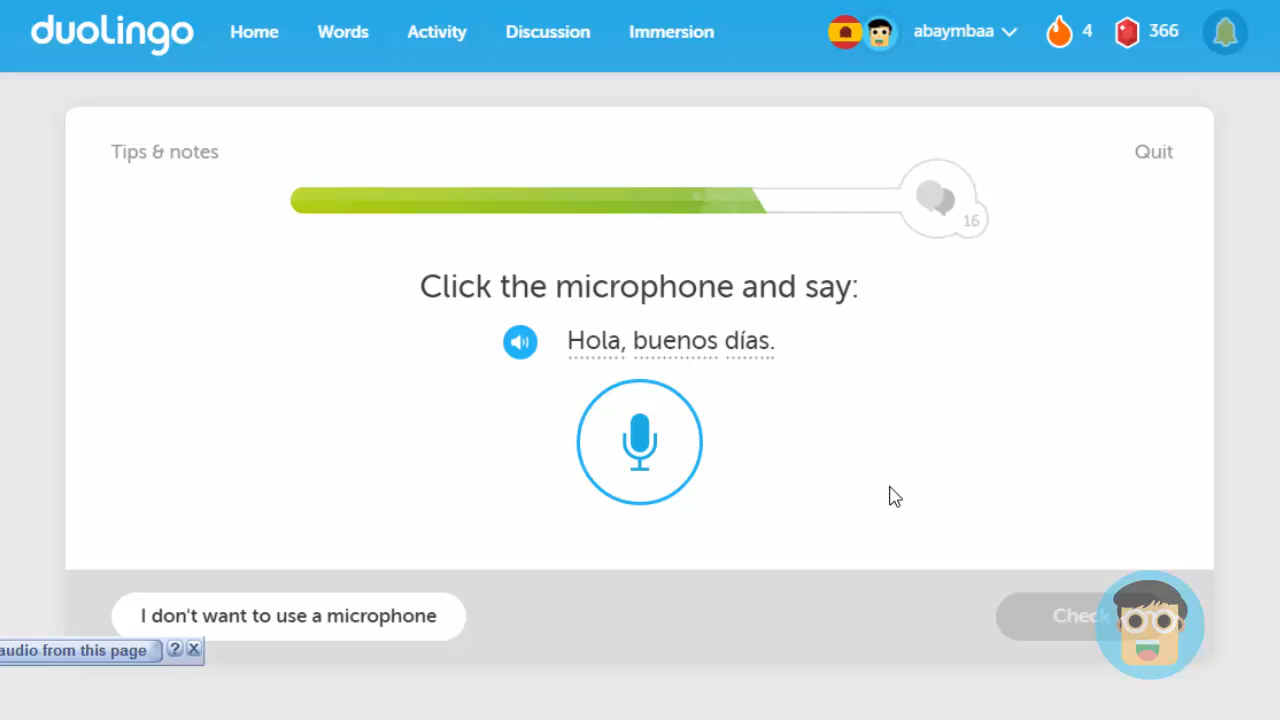 duolingo Home Words Activity Discussion Immersion abaymbaa 4 366
Tips & notes Quit
16
Click the microphone and say:
Hola, buenos días.
I don't want to use a microphone Check
audio from this page ? X